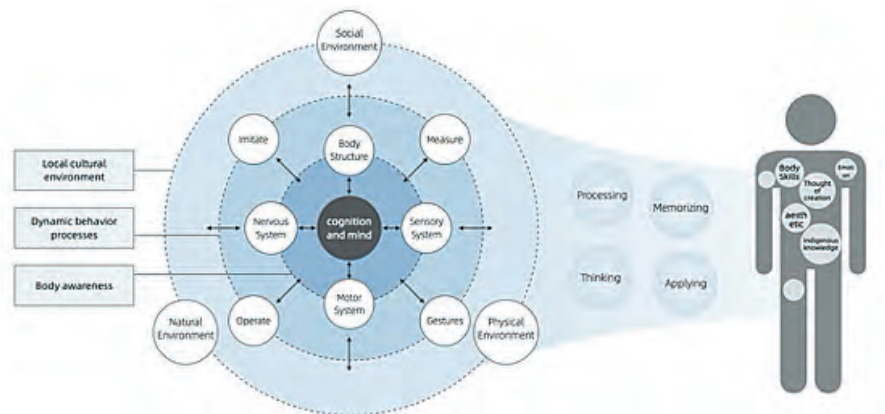 Social
Environment
Imitate
Body
Structure
Measure
Local cultural
environment
Nervous
System
cognition
and mind
Sensory
System
Dynamic behavior
processes
Body awareness
Operate
Motor
System
Gestures
Natural
Environment
Physical
Environment
Processing
Memorizing
Thinking
Applying
Body
Skills
Thought
of
creation
aesth
etic
Indigenous
knowledge